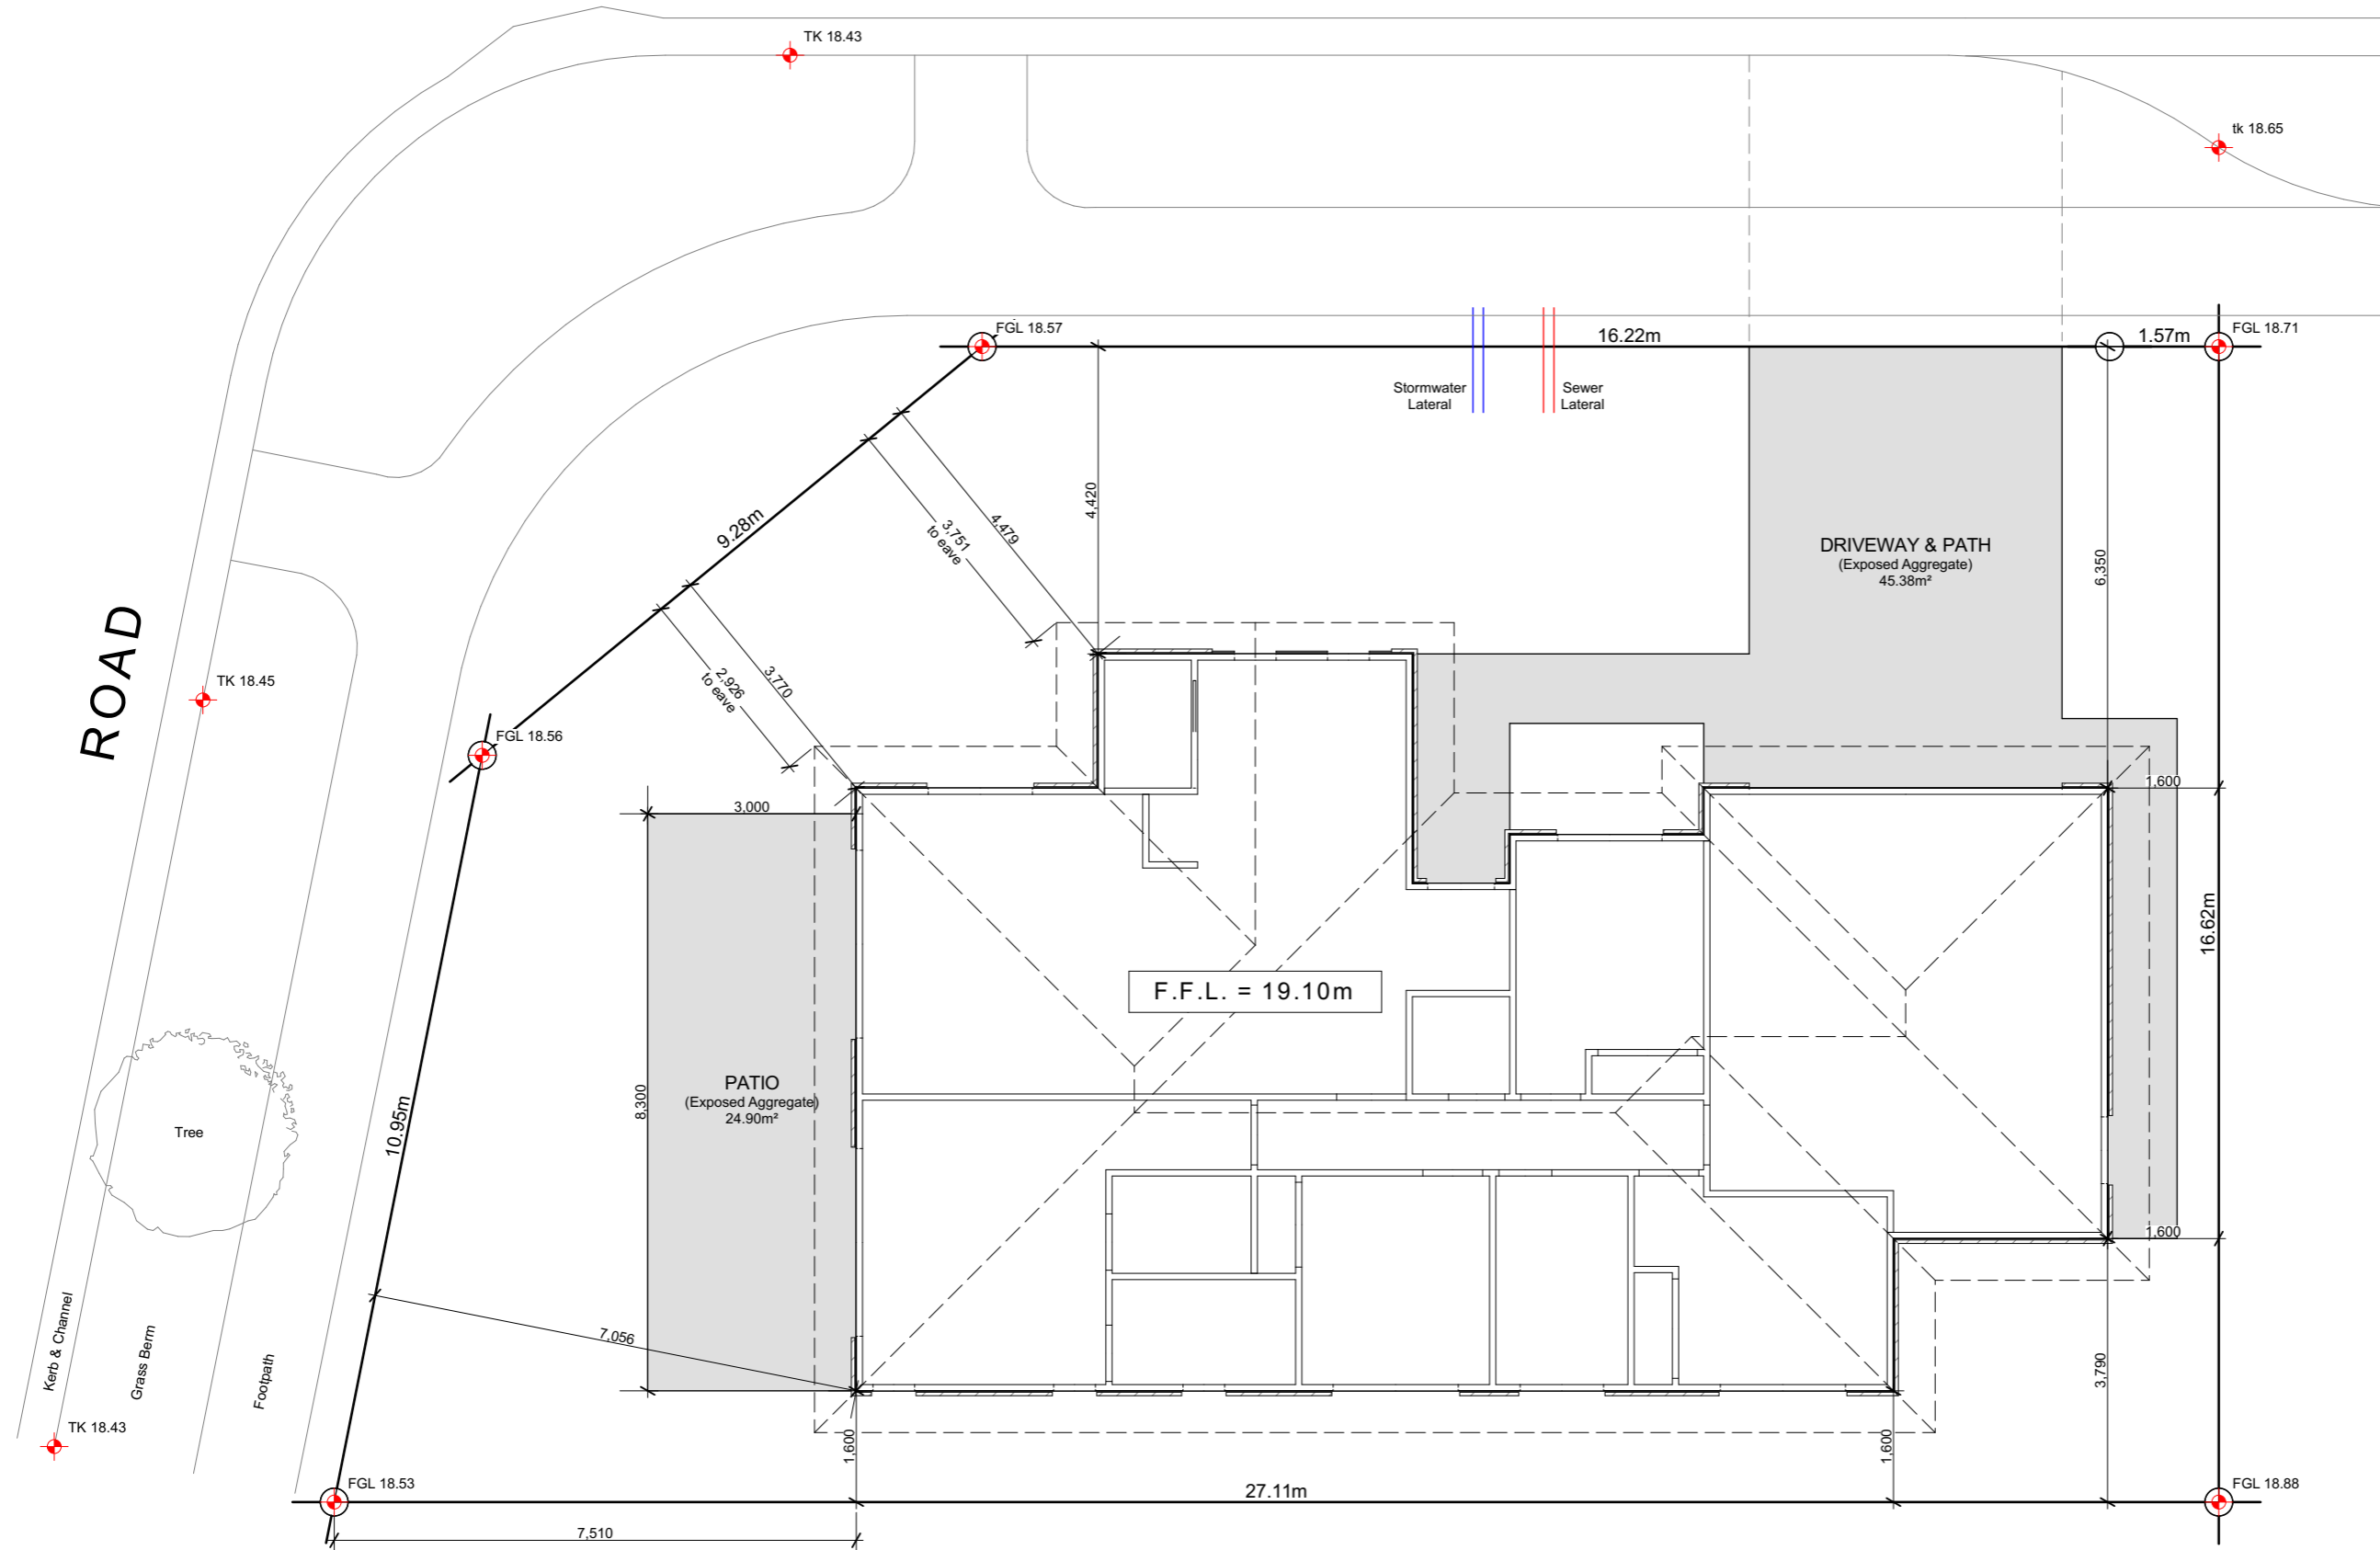 TK 18.43
tk 18.65
FGL 18.57
16.22m
1.57m
FGL 18.71
Stormwater
Lateral
Sewer
Lateral
4,420
4,479
3,751
to eave
9.28m
DRIVEWAY & PATH
(Exposed Aggregate)
45.38m²
6,350
ROAD
TK 18.45
3,770
2,926
to eave
FGL 18.56
3,000
1,600
16.62m
F.F.L. = 19.10m
PATIO
(Exposed Aggregate)
24.90m²
8,300
10.95m
Tree
1,600
7,056
Kerb & Channel
Grass Berm
Footpath
3,790
TK 18.43
1,600
1,600
FGL 18.53
27.11m
FGL 18.88
7,510